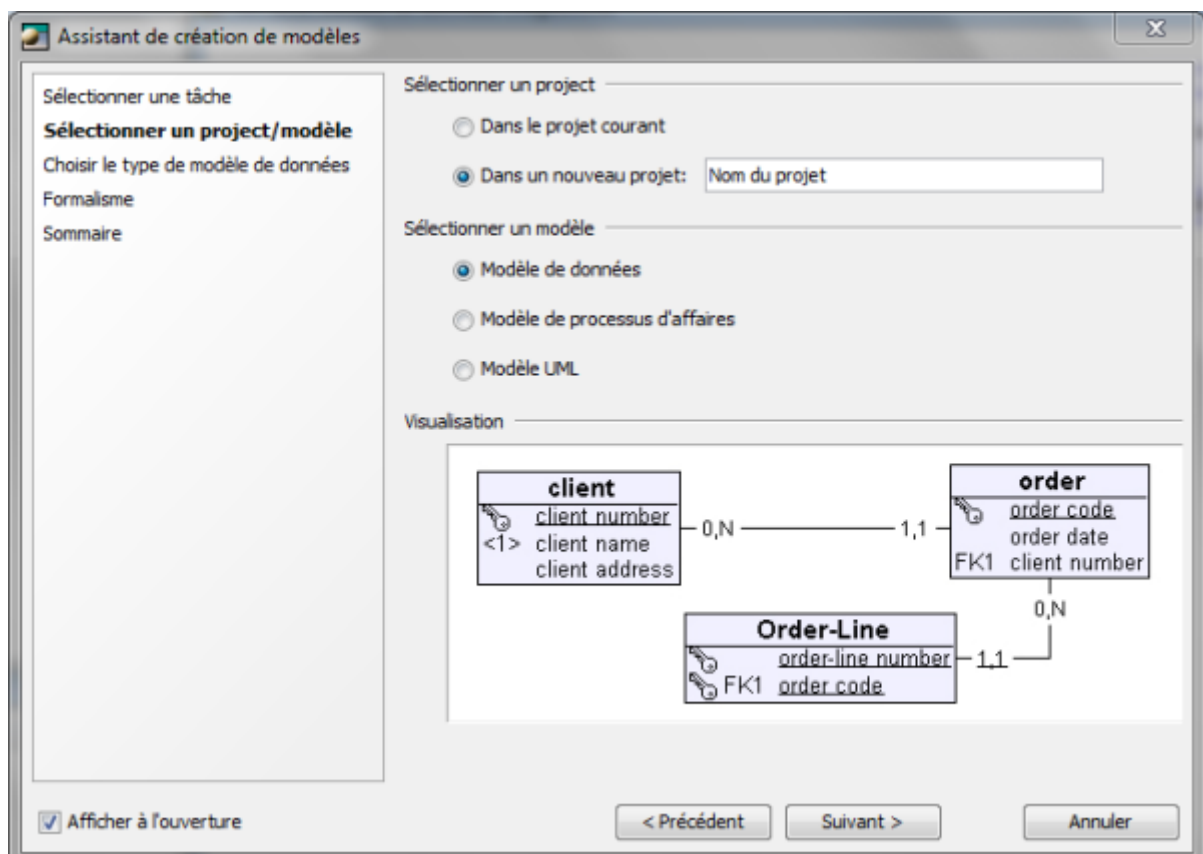 Assistant de création de modèles
Sélectionner une tâche
Sélectionner un project/modèle
Choisir le type de modèle de données
Formalisme
Sommaire
Sélectionner un project
Dans le projet courant
Dans un nouveau projet: Nom du projet
Sélectionner un modèle
Modèle de données
Modèle de processus d'affaires
Modèle UML
Visualisation
client
client number
<1> client name
client address
0,N
1,1
order
order code
order date
FK1 client number
0,N
Order-Line
order-line number
FK1 order code
1,1
Afficher à l'ouverture
< Précédent
Suivant >
Annuler